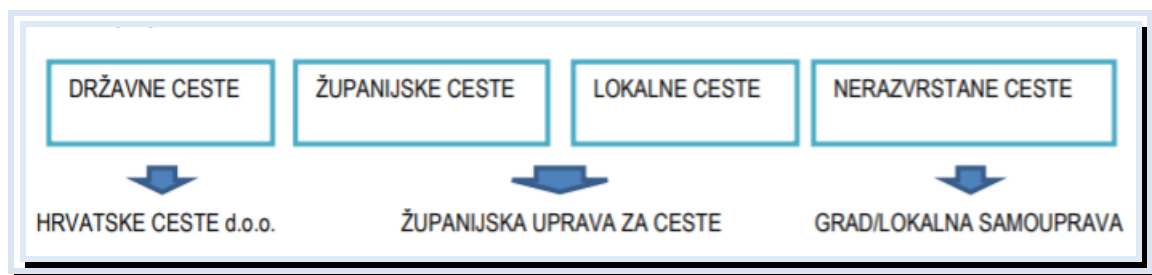 DRŽAVNE CESTE
ŽUPANIJSKE CESTE
LOKALNE CESTE
NERAZVRSTANE CESTE
HRVATSKE CESTE d.o.o.
ŽUPANIJSKA UPRAVA ZA CESTE
GRAD/LOKALNA SAMOUPRAVA